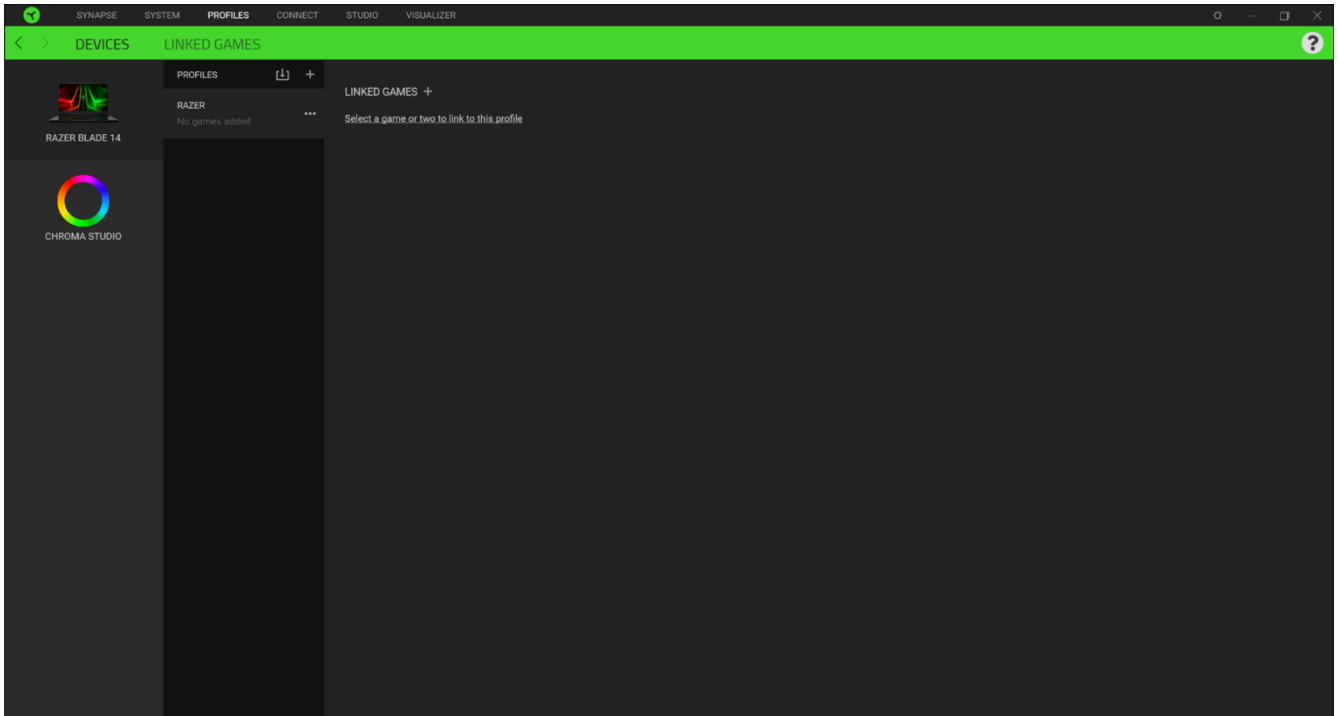 SYNAPSE SYSTEM PROFILES CONNECT STUDIO VISUALIZER
DEVICES LINKED GAMES
?
RAZER BLADE 14
CHROMA STUDIO
PROFILES
RAZER
No games added
LINKED GAMES
Select a game or two to link to this profile